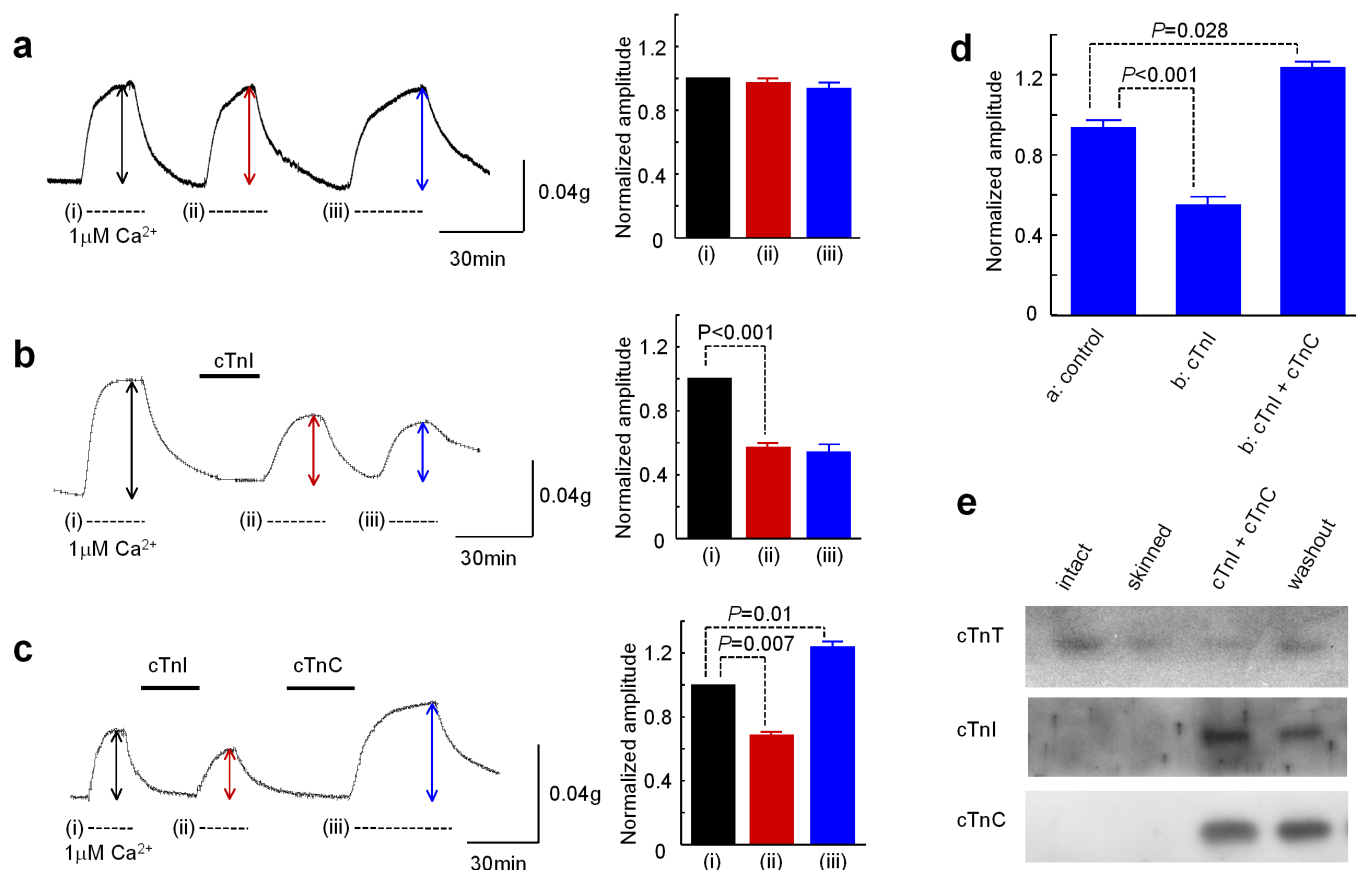 a
(i)
(ii)
(iii)
1μM Ca²⁺
0.04g
30min
Normalized amplitude
1.2
0.8
0.4
0
(i)
(ii)
(iii)
b
cTnI
(i)
(ii)
(iii)
1μM Ca²⁺
0.04g
30min
Normalized amplitude
P<0.001
1.2
0.8
0.4
0
(i)
(ii)
(iii)
c
cTnI
cTnC
(i)
(ii)
(iii)
1μM Ca²⁺
0.04g
30min
Normalized amplitude
P=0.01
P=0.007
1.2
0.8
0.4
0
(i)
(ii)
(iii)
d
P=0.028
P<0.001
Normalized amplitude
1.2
0.8
0.4
0
a: control
b: cTnI
b: cTnI + cTnC
e
intact
skinned
cTnI + cTnC
washout
cTnT
cTnI
cTnC